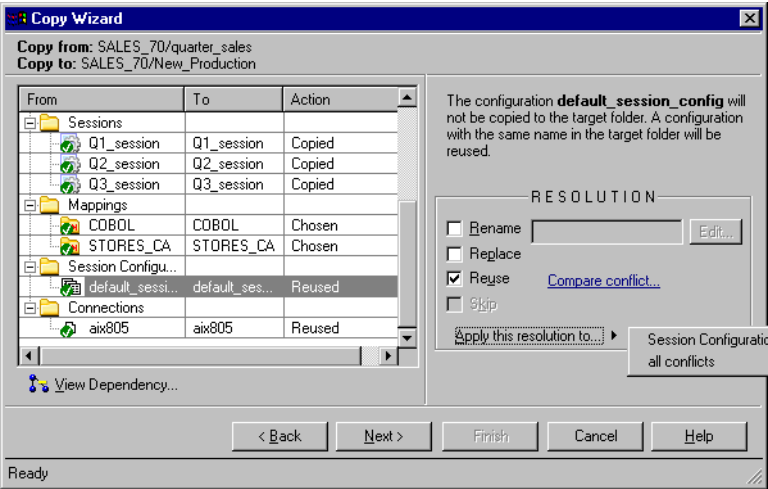 Copy Wizard
Copy from: SALES_70/quarter_sales
Copy to: SALES_70/New_Production
From To Action
Sessions
Q1_session Q1_session Copied
Q2_session Q2_session Copied
Q3_session Q3_session Copied
Mappings
COBOL COBOL Chosen
STORES_CA STORES_CA Chosen
Session Configu...
default_sessi... default_ses... Reused
Connections
aix805 aix805 Reused
View Dependency...
The configuration default_session_config will
not be copied to the target folder. A configuration
with the same name in the target folder will be
reused.
RESOLUTION
Rename Edit...
Replace
Reuse Compare conflict...
Skip
Apply this resolution to...
Session Configuratio
all conflicts
< Back Next > Finish Cancel Help
Ready